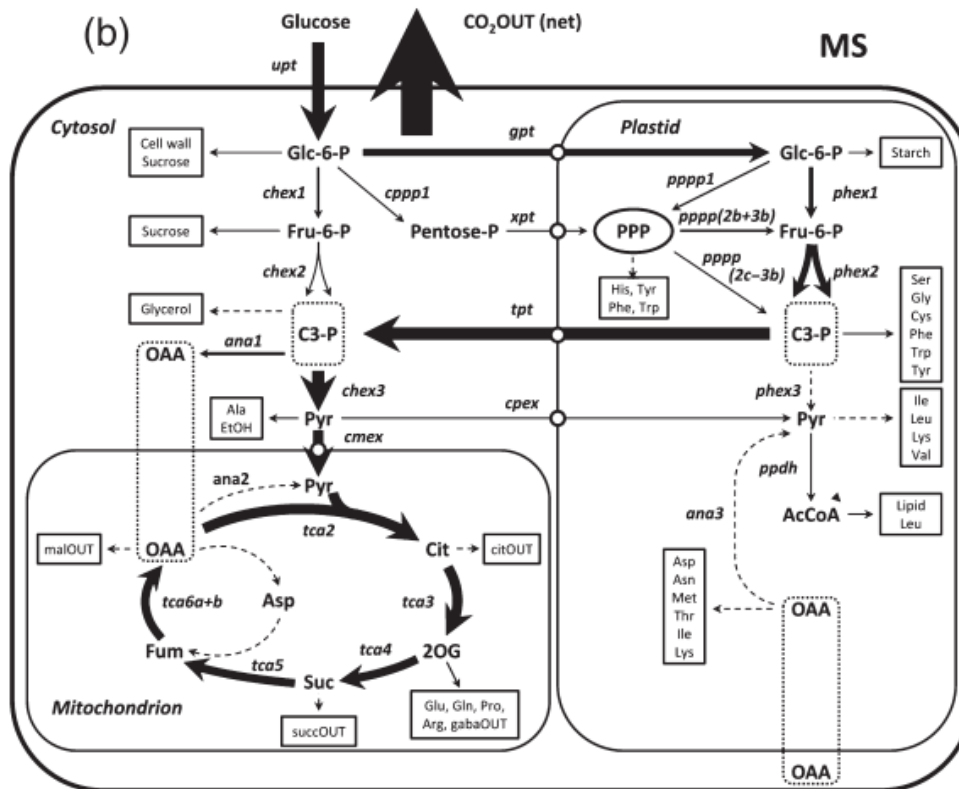 (b)
Glucose
CO2OUT (net)
MS
upt
Cytosol
Plastid
Cell wall
Sucrose
Glc-6-P
gpt
Glc-6-P
Starch
chex1
cppp1
pppp1
phex1
Sucrose
Fru-6-P
Pentose-P
xpt
PPP
pppp(2b+3b)
Fru-6-P
chex2
pppp
(2c–3b)
phex2
His, Tyr
Phe, Trp
Ser
Gly
Cys
Phe
Trp
Tyr
Glycerol
C3-P
tpt
C3-P
OAA
ana1
chex3
phex3
Ala
EtOH
Pyr
cpex
Pyr
Ile
Leu
Lys
Val
cmex
ana2
Pyr
ppdh
tca2
ana3
AcCoA
Lipid
Leu
malOUT
OAA
Cit
citOUT
tca6a+b
Asp
tca3
Asp
Asn
Met
Thr
Ile
Lys
OAA
Fum
tca5
tca4
2OG
Suc
Glu, Gln, Pro,
Arg, gabaOUT
Mitochondrion
succOUT
OAA